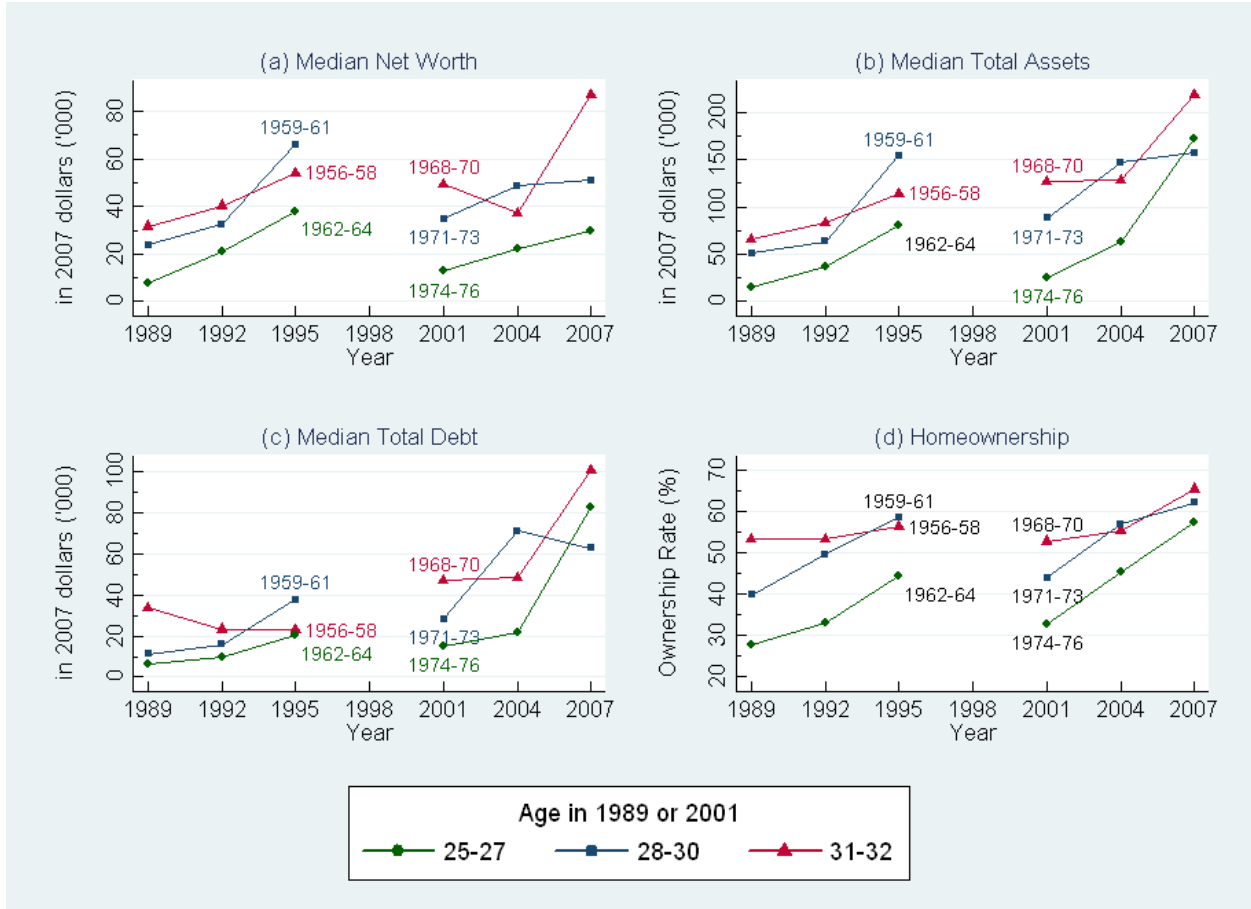 (a) Median Net Worth
in 2007 dollars ('000)
80
60
40
20
0
1959-61
1956-58
1962-64
1968-70
1971-73
1974-76
1989 1992 1995 1998 2001 2004 2007
Year
(b) Median Total Assets
in 2007 dollars ('000)
200
150
100
50
0
1959-61
1956-58
1962-64
1968-70
1971-73
1974-76
1989 1992 1995 1998 2001 2004 2007
Year
(c) Median Total Debt
in 2007 dollars ('000)
100
80
60
40
20
0
1959-61
1956-58
1962-64
1968-70
1971-73
1974-76
1989 1992 1995 1998 2001 2004 2007
Year
(d) Homeownership
Ownership Rate (%)
70
60
50
40
30
20
1959-61
1956-58
1962-64
1968-70
1971-73
1974-76
1989 1992 1995 1998 2001 2004 2007
Year
Age in 1989 or 2001
25-27 28-30 31-32